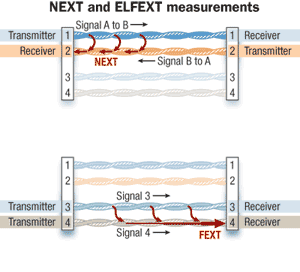 NEXT and ELFEXT measurements
Signal A to B
Transmitter 1 1 Receiver
Receiver 2 2 Transmitter
NEXT Signal B to A
3 3
4 4
1 1
2 2
Signal 3
Transmitter 3 3 Receiver
Transmitter 4 4 Receiver
Signal 4 FEXT